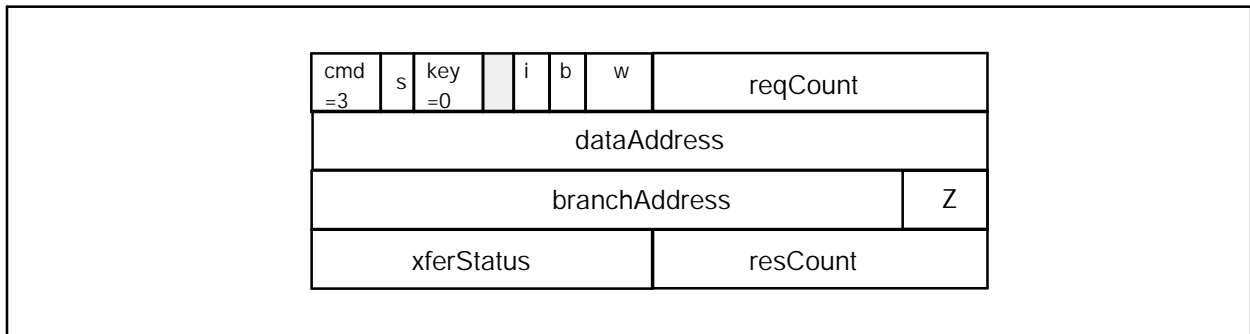 cmd =3 s key =0 i b w reqCount
dataAddress
branchAddress Z
xferStatus resCount